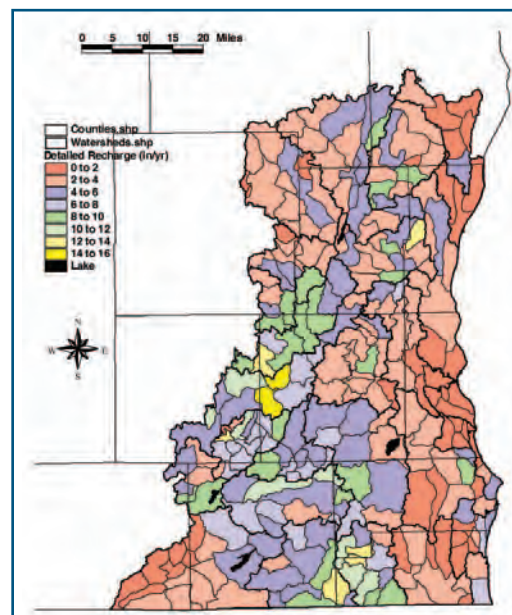 0 5 10 15 20 Miles
Counties.shp
Watersheds.shp
Detailed Recharge (in/yr)
0 to 2
2 to 4
4 to 6
6 to 8
8 to 10
10 to 12
12 to 14
14 to 16
Lake
N
W E
S